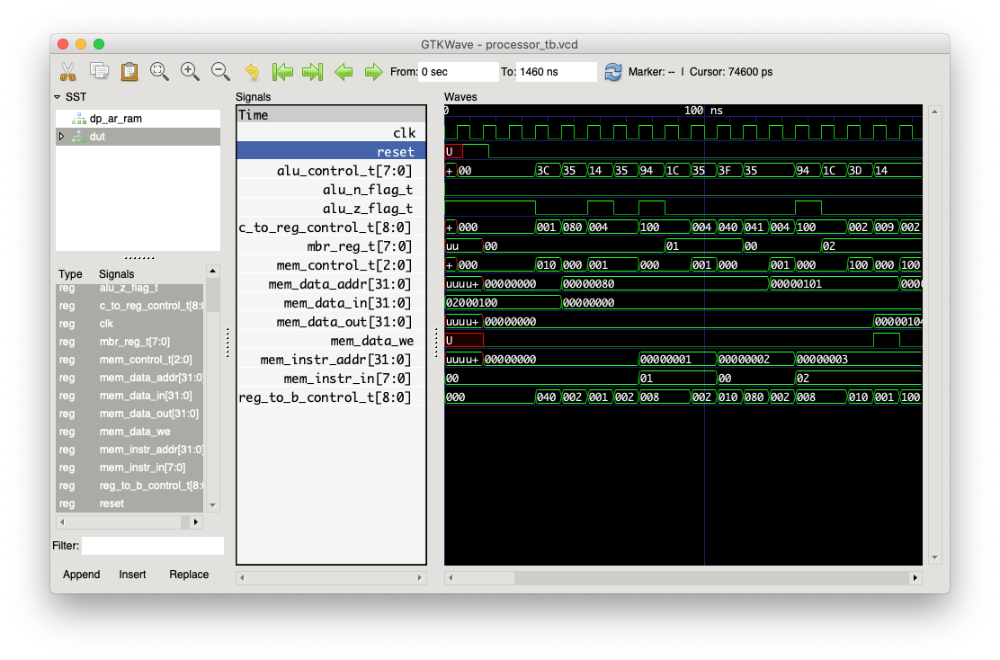 GTKWave - processor_tb.vcd
From: 0 sec To: 1460 ns Marker: -- | Cursor: 74600 ps
SST
dp_ar_ram
dut
Type Signals
reg alu_z_flag_t
reg c_to_reg_control_t[8:0
reg clk
reg mbr_reg_t[7:0]
reg mem_control_t[2:0]
reg mem_data_addr[31:0
reg mem_data_in[31:0]
reg mem_data_out[31:0]
reg mem_data_we
reg mem_instr_addr[31:0
reg mem_instr_in[7:0]
reg reg_to_b_control_t[8:
reg reset
Filter:
Append Insert Replace
Signals
Time
clk
reset
alu_control_t[7:0]
alu_n_flag_t
alu_z_flag_t
c_to_reg_control_t[8:0]
mbr_reg_t[7:0]
mem_control_t[2:0]
mem_data_addr[31:0]
mem_data_in[31:0]
mem_data_out[31:0]
mem_data_we
mem_instr_addr[31:0]
mem_instr_in[7:0]
reg_to_b_control_t[8:0]
Waves
0 100 ns
U
+ 00 3C 35 14 35 94 1C 35 3F 35 94 1C 3D 14
+ 000 001 080 004 100 004 040 041 004 100 002 009 002
uu 00 01 00 02
+ 000 010 000 001 000 001 000 001 000 100 000 100
uuuu+ 00000000 00000080 00000101 0000
02000100 00000000
uuuu+ 00000000 00000104
U
uuuu+ 00000000 00000001 00000002 00000003
00 01 00 02
000 040 002 001 002 008 002 010 080 002 008 010 001 100